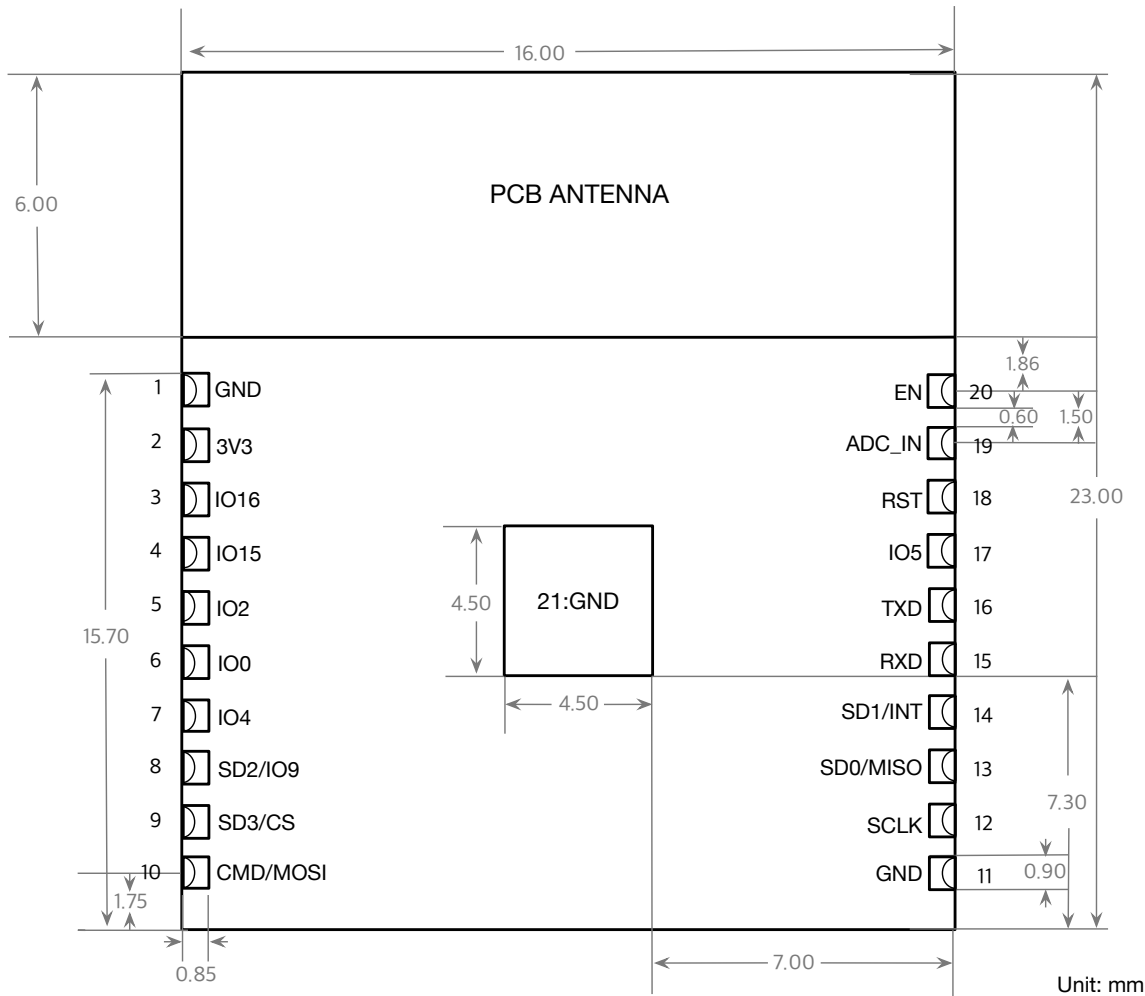 16.00
6.00
PCB ANTENNA
1.86
1 GND
EN 20
0.60
1.50
2 3V3
ADC_IN 19
3 IO16
RST 18
23.00
4 IO15
IO5 17
5 IO2
4.50
21:GND
TXD 16
15.70
6 IO0
RXD 15
4.50
7 IO4
SD1/INT 14
8 SD2/IO9
SD0/MISO 13
7.30
9 SD3/CS
SCLK 12
10 CMD/MOSI
GND 11
0.90
1.75
0.85
7.00
Unit: mm